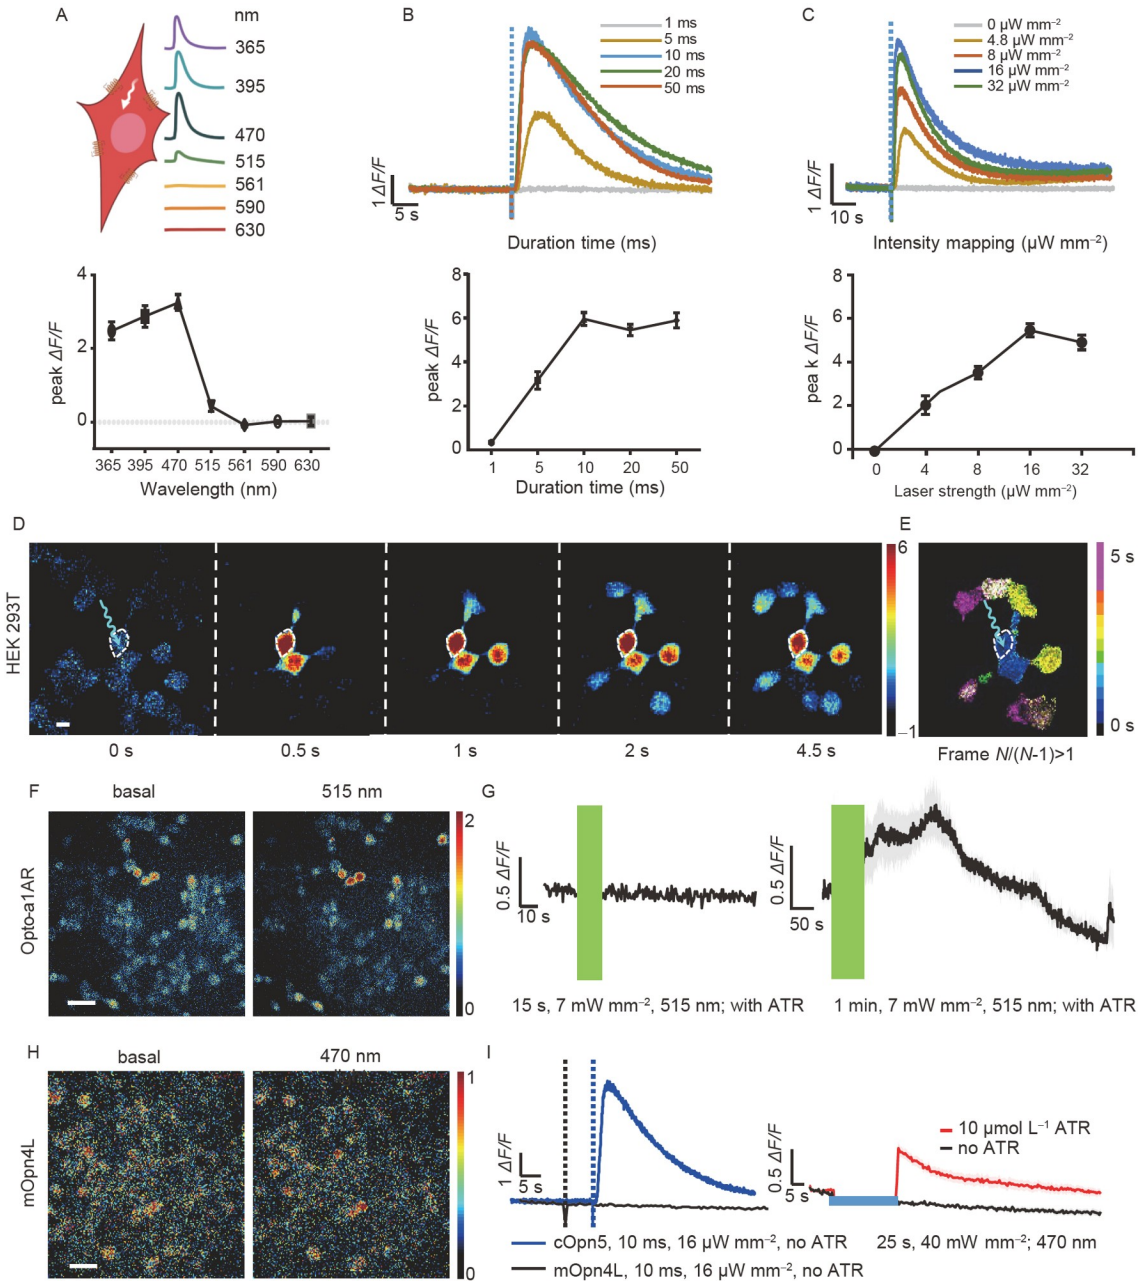 A
nm
365
395
470
515
561
590
630
4
2
0
peak ΔF/F
365 395 470 515 561 590 630
Wavelength (nm)
B
1 ms
5 ms
10 ms
20 ms
50 ms
1 ΔF/F
5 s
Duration time (ms)
8
6
4
2
0
peak ΔF/F
1 5 10 20 50
Duration time (ms)
C
0 µW mm⁻²
4.8 µW mm⁻²
8 µW mm⁻²
16 µW mm⁻²
32 µW mm⁻²
1 ΔF/F
10 s
Intensity mapping (µW mm⁻²)
8
6
4
2
0
pea k ΔF/F
0 4 8 16 32
Laser strength (µW mm⁻²)
D
HEK 293T
0 s 0.5 s 1 s 2 s 4.5 s
6
−1
E
5 s
0 s
Frame N/(N-1)>1
F
basal 515 nm
Opto-a1AR
2
0
G
0.5 ΔF/F
10 s
15 s, 7 mW mm⁻², 515 nm; with ATR
0.5 ΔF/F
50 s
1 min, 7 mW mm⁻², 515 nm; with ATR
H
basal 470 nm
mOpn4L
1
0
I
1 ΔF/F
5 s
cOpn5, 10 ms, 16 µW mm⁻², no ATR
mOpn4L, 10 ms, 16 µW mm⁻², no ATR
10 µmol L⁻¹ ATR
no ATR
0.5 ΔF/F
5 s
25 s, 40 mW mm⁻²; 470 nm